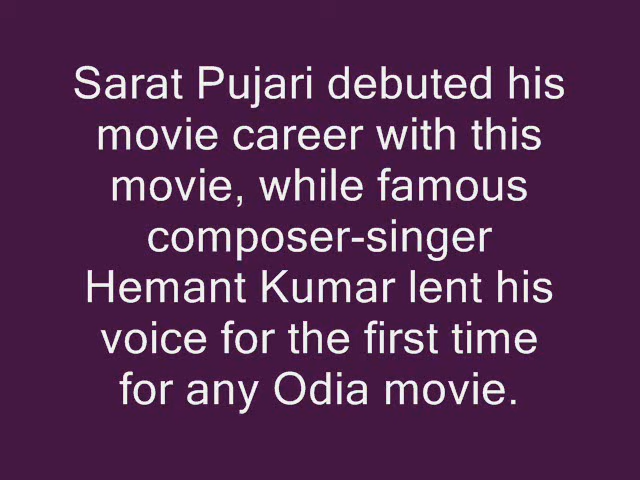 Sarat Pujari debuted his
movie career with this
movie, while famous
composer-singer
Hemant Kumar lent his
voice for the first time
for any Odia movie.